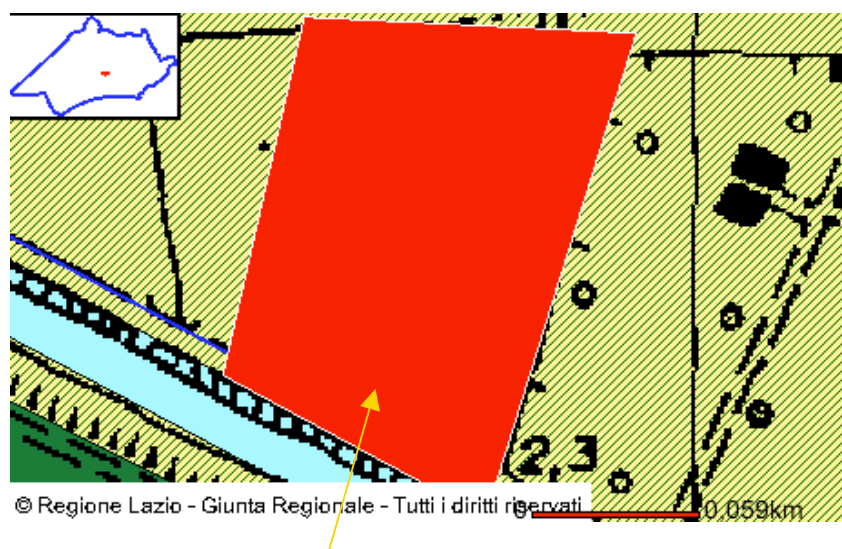 2,3
© Regione Lazio - Giunta Regionale - Tutti i diritti riservati
0 0.059km